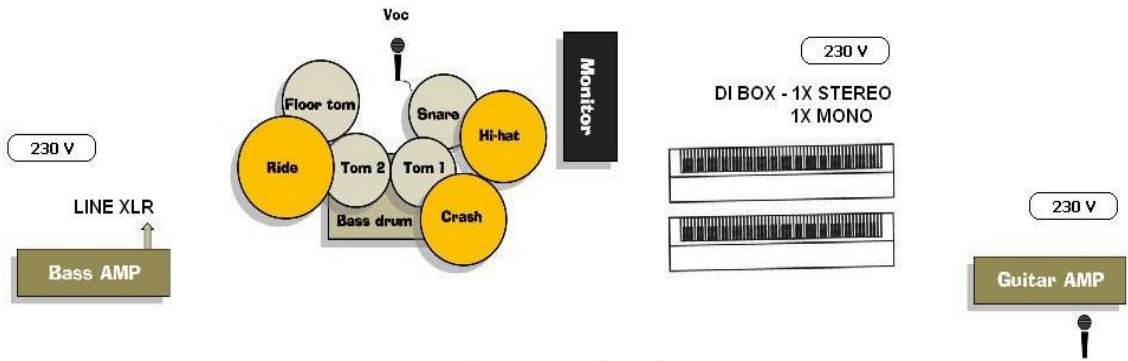 Voc
230 V
Monitor
DI BOX - 1X STEREO
1X MONO
Floor tom
Snare
Hi-hat
230 V
Ride
Tom 2
Tom 1
230 V
LINE XLR
Bass drum
Crash
Bass AMP
Guitar AMP